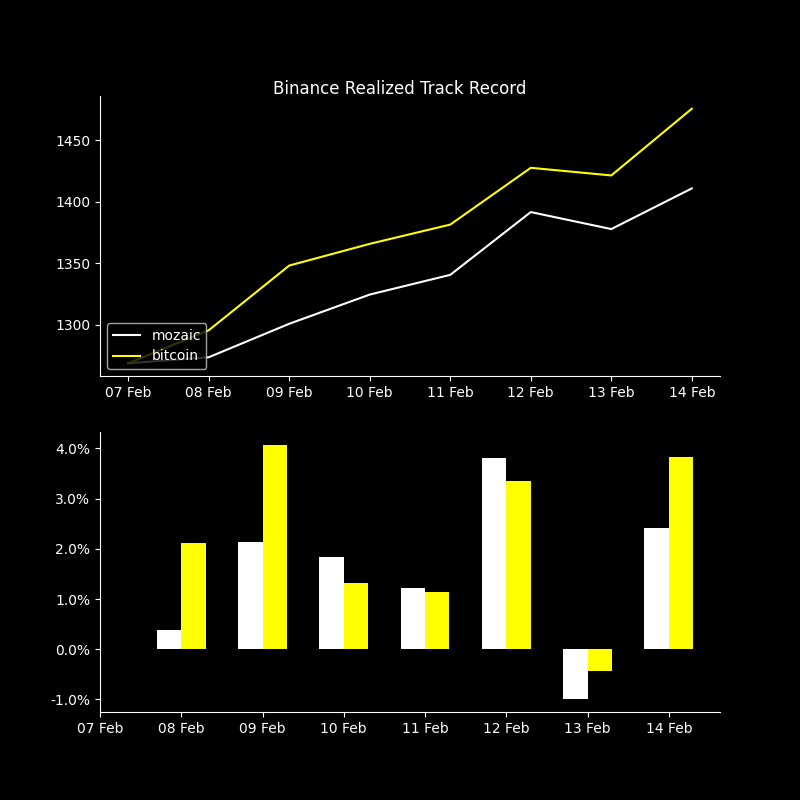 Binance Realized Track Record
1450
1400
1350
1300
mozaic
bitcoin
07 Feb 08 Feb 09 Feb 10 Feb 11 Feb 12 Feb 13 Feb 14 Feb
4.0%
3.0%
2.0%
1.0%
0.0%
-1.0%
07 Feb 08 Feb 09 Feb 10 Feb 11 Feb 12 Feb 13 Feb 14 Feb